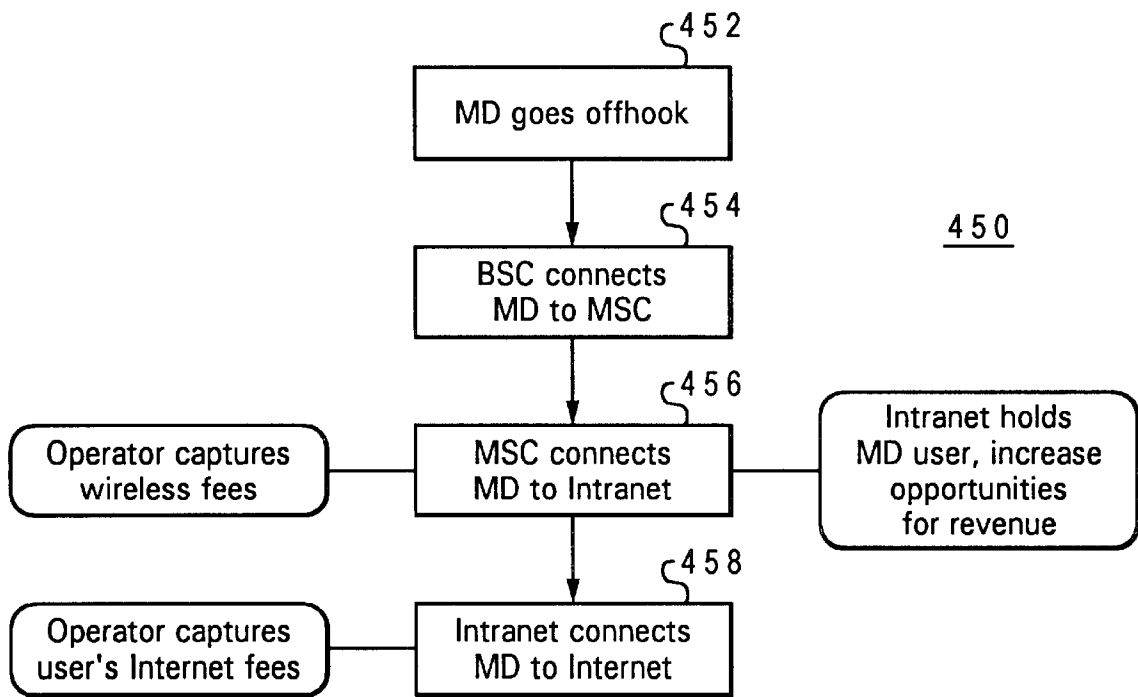 452
MD goes offhook
454
450
BSC connects
MD to MSC
456
Operator captures
wireless fees
MSC connects
MD to Intranet
Intranet holds
MD user, increase
opportunities
for revenue
458
Operator captures
user's Internet fees
Intranet connects
MD to Internet